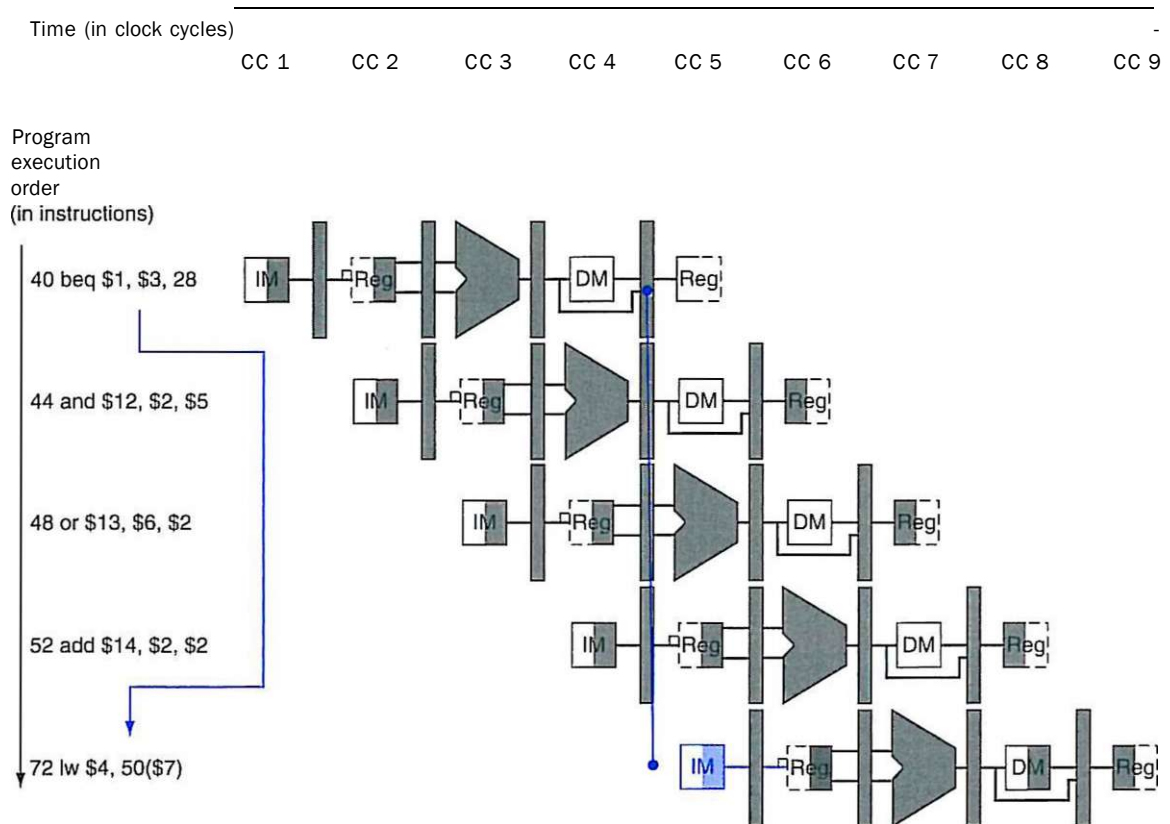 Time (in clock cycles)
-
CC 1 CC 2 CC 3 CC 4 CC 5 CC 6 CC 7 CC 8 CC 9
Program
execution
order
(in instructions)
40 beq $1, $3, 28
IM Reg DM Reg
44 and $12, $2, $5
IM Reg DM Reg
48 or $13, $6, $2
IM Reg DM Reg
52 add $14, $2, $2
IM Reg DM Reg
72 lw $4, 50($7)
IM Reg DM Reg